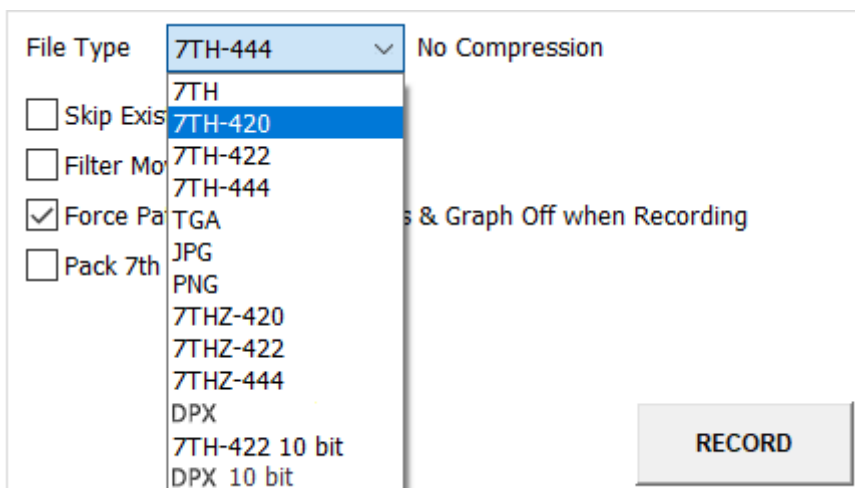 File Type 7TH-444 No Compression
7TH
Skip Exis
7TH-420
Filter Mo
7TH-422
7TH-444
Force Pa s & Graph Off when Recording
TGA
JPG
Pack 7th
PNG
7THZ-420
7THZ-422
7THZ-444
DPX
7TH-422 10 bit
RECORD
DPX 10 bit